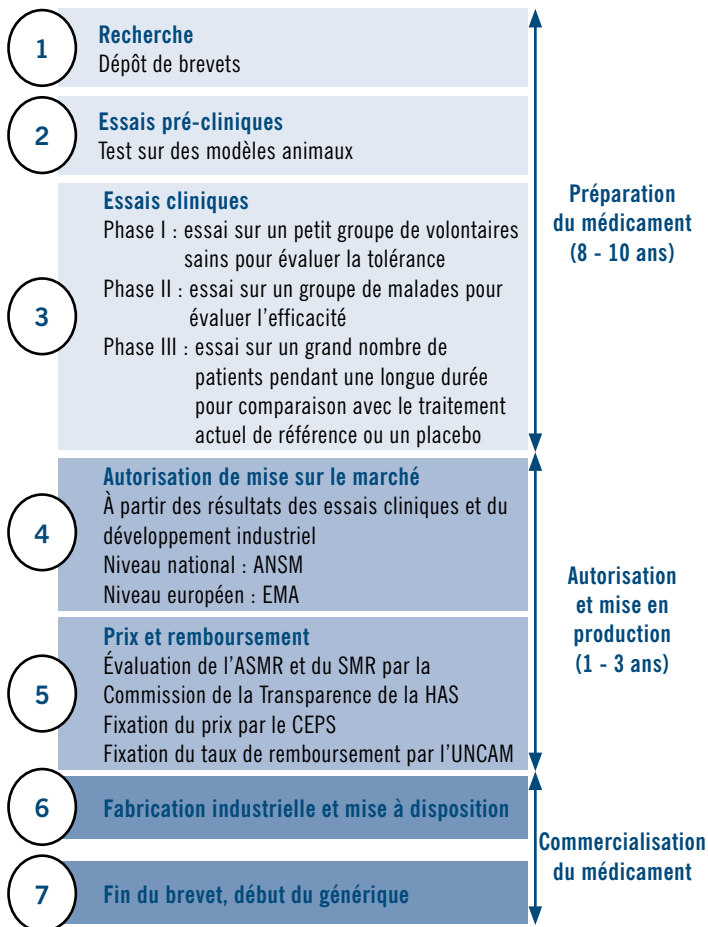 1
Recherche
Dépôt de brevets
2
Essais pré-cliniques
Test sur des modèles animaux
3
Essais cliniques
Phase I : essai sur un petit groupe de volontaires
sains pour évaluer la tolérance
Phase II : essai sur un groupe de malades pour
évaluer l’efficacité
Phase III : essai sur un grand nombre de
patients pendant une longue durée
pour comparaison avec le traitement
actuel de référence ou un placebo
Préparation
du médicament
(8 - 10 ans)
4
Autorisation de mise sur le marché
À partir des résultats des essais cliniques et du
développement industriel
Niveau national : ANSM
Niveau européen : EMA
5
Prix et remboursement
Évaluation de l’ASMR et du SMR par la
Commission de la Transparence de la HAS
Fixation du prix par le CEPS
Fixation du taux de remboursement par l’UNCAM
Autorisation
et mise en
production
(1 - 3 ans)
6
Fabrication industrielle et mise à disposition
7
Fin du brevet, début du générique
Commercialisation
du médicament